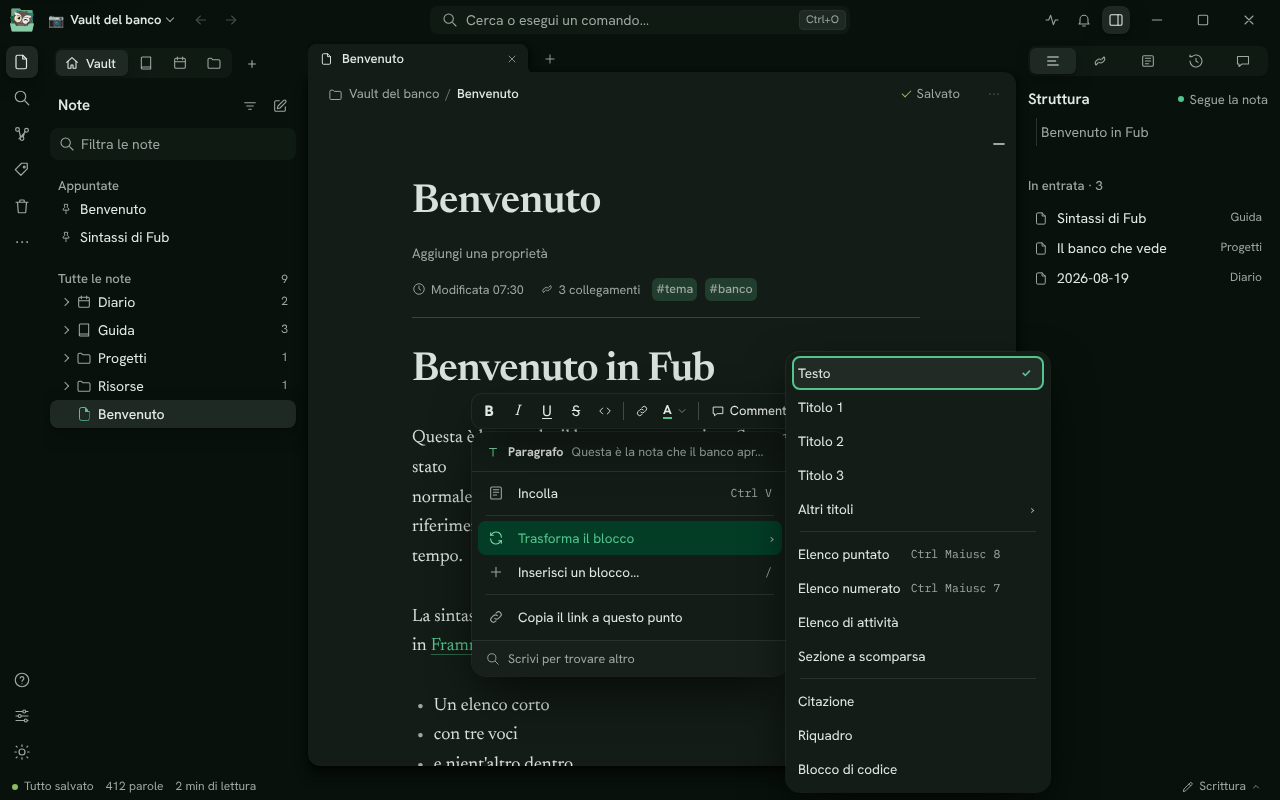 Vault del banco
Cerca o esegui un comando...
Ctrl+O
Vault
Benvenuto
Note
Filtra le note
Appuntate
Benvenuto
Sintassi di Fub
Tutte le note 9
Diario 2
Guida 3
Progetti 1
Risorse 1
Benvenuto
Vault del banco / Benvenuto
Salvato
Benvenuto
Aggiungi una proprietà
Modificata 07:30
3 collegamenti
#tema
#banco
Benvenuto in Fub
B I U S <> A Comment
Questa è
stato
normale
riferime
tempo.
La sintas
in Fram
Un elenco corto
con tre voci
e nient'altro dentro
T Paragrafo Questa è la nota che il banco apr...
Incolla Ctrl V
Trasforma il blocco ›
Inserisci un blocco... /
Copia il link a questo punto
Scrivi per trovare altro
Testo
Titolo 1
Titolo 2
Titolo 3
Altri titoli ›
Elenco puntato Ctrl Maiusc 8
Elenco numerato Ctrl Maiusc 7
Elenco di attività
Sezione a scomparsa
Citazione
Riquadro
Blocco di codice
Struttura
Segue la nota
Benvenuto in Fub
In entrata · 3
Sintassi di Fub Guida
Il banco che vede Progetti
2026-08-19 Diario
Tutto salvato 412 parole 2 min di lettura
Scrittura